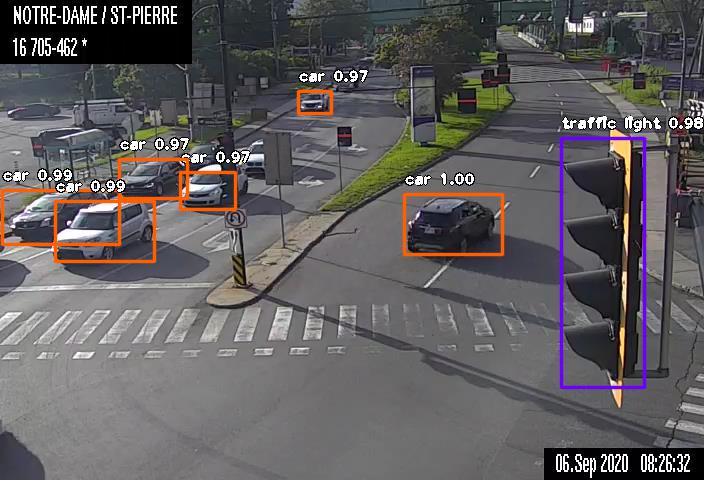 NOTRE-DAME / ST-PIERRE
16 705-462 *
car 0.97
traffic light 0.98
car 0.97
car 0.97
car 0.99
car 0.99
car 1.00
06.Sep 2020 08:26:32